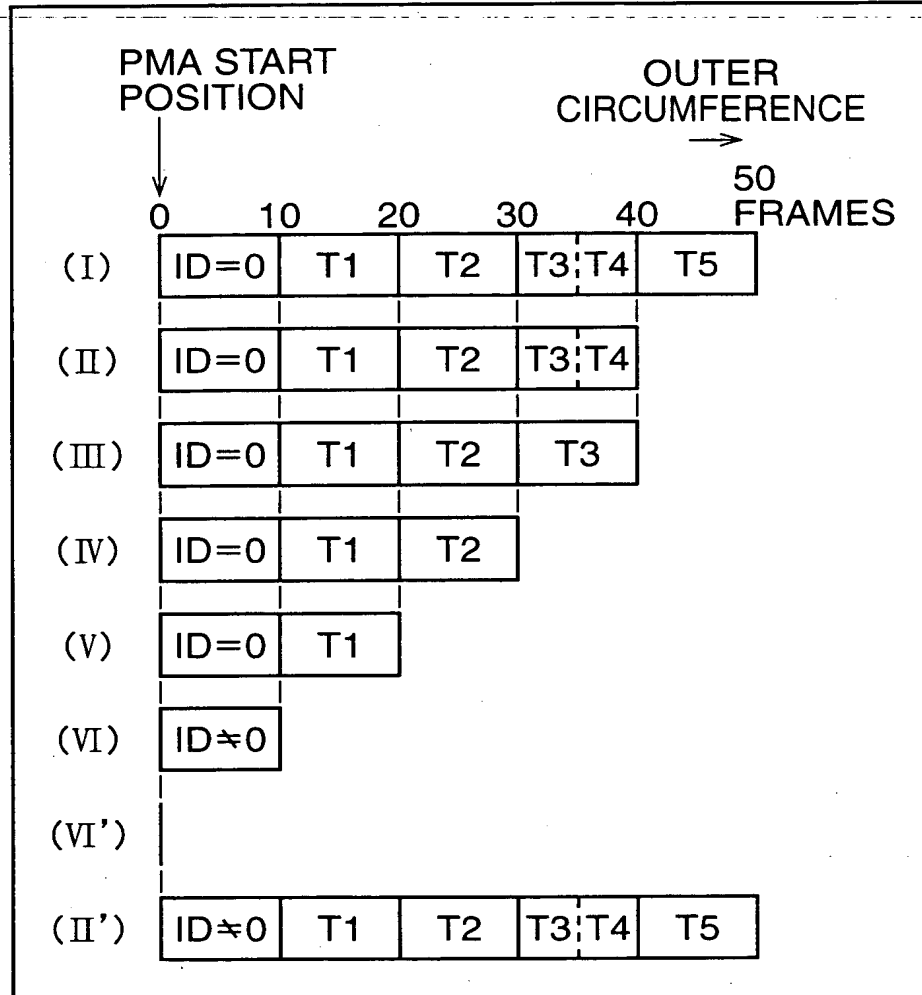 PMA START
POSITION
OUTER
CIRCUMFERENCE
→
50
FRAMES
0 10 20 30 40
(I) ID=0 T1 T2 T3 T4 T5
(II) ID=0 T1 T2 T3 T4
(III) ID=0 T1 T2 T3
(IV) ID=0 T1 T2
(V) ID=0 T1
(VI) ID≠0
(VI')
(II') ID≠0 T1 T2 T3 T4 T5